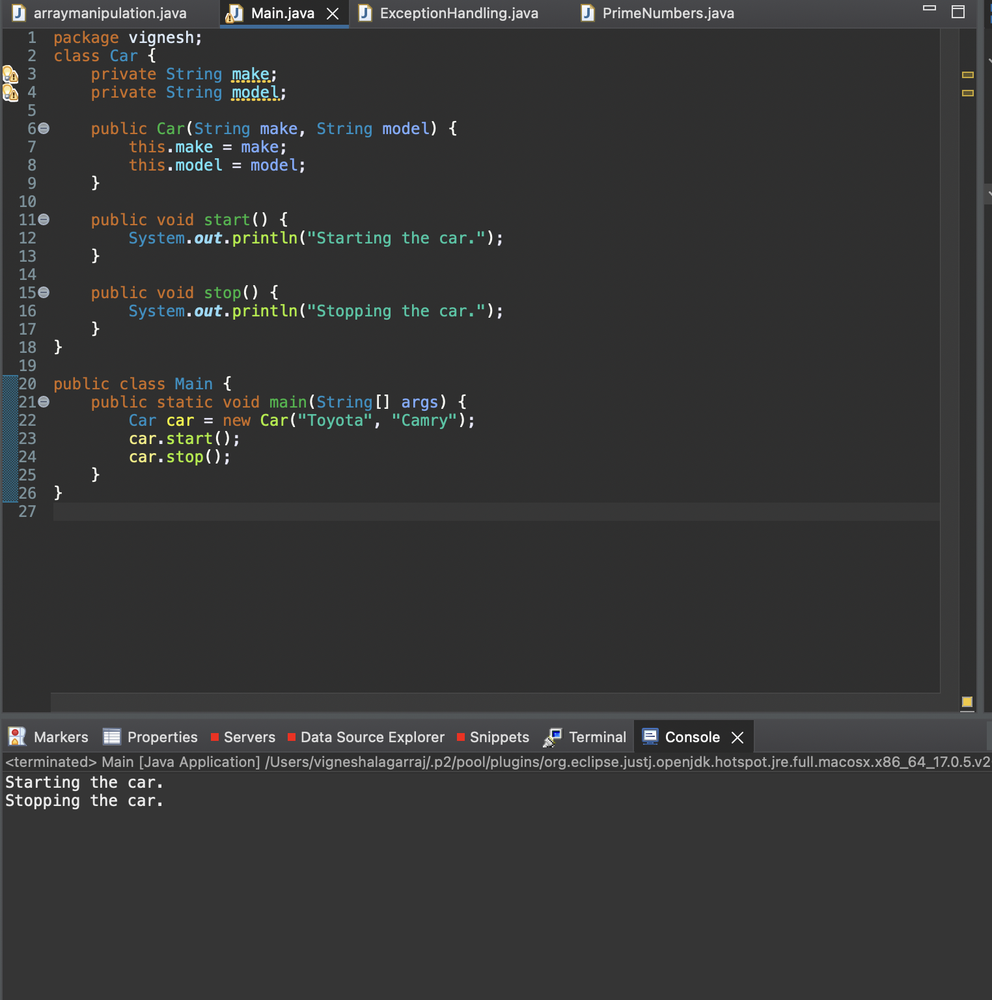 arraymanipulation.java Main.java ExceptionHandling.java PrimeNumbers.java
1 package vignesh;
2 class Car {
3     private String make;
4     private String model;
5
6     public Car(String make, String model) {
7         this.make = make;
8         this.model = model;
9     }
10
11     public void start() {
12         System.out.println("Starting the car.");
13     }
14
15     public void stop() {
16         System.out.println("Stopping the car.");
17     }
18 }
19
20 public class Main {
21     public static void main(String[] args) {
22         Car car = new Car("Toyota", "Camry");
23         car.start();
24         car.stop();
25     }
26 }
27
Markers Properties Servers Data Source Explorer Snippets Terminal Console
<terminated> Main [Java Application] /Users/vigneshalagarraj/.p2/pool/plugins/org.eclipse.justj.openjdk.hotspot.jre.full.macosx.x86_64_17.0.5.v2
Starting the car.
Stopping the car.